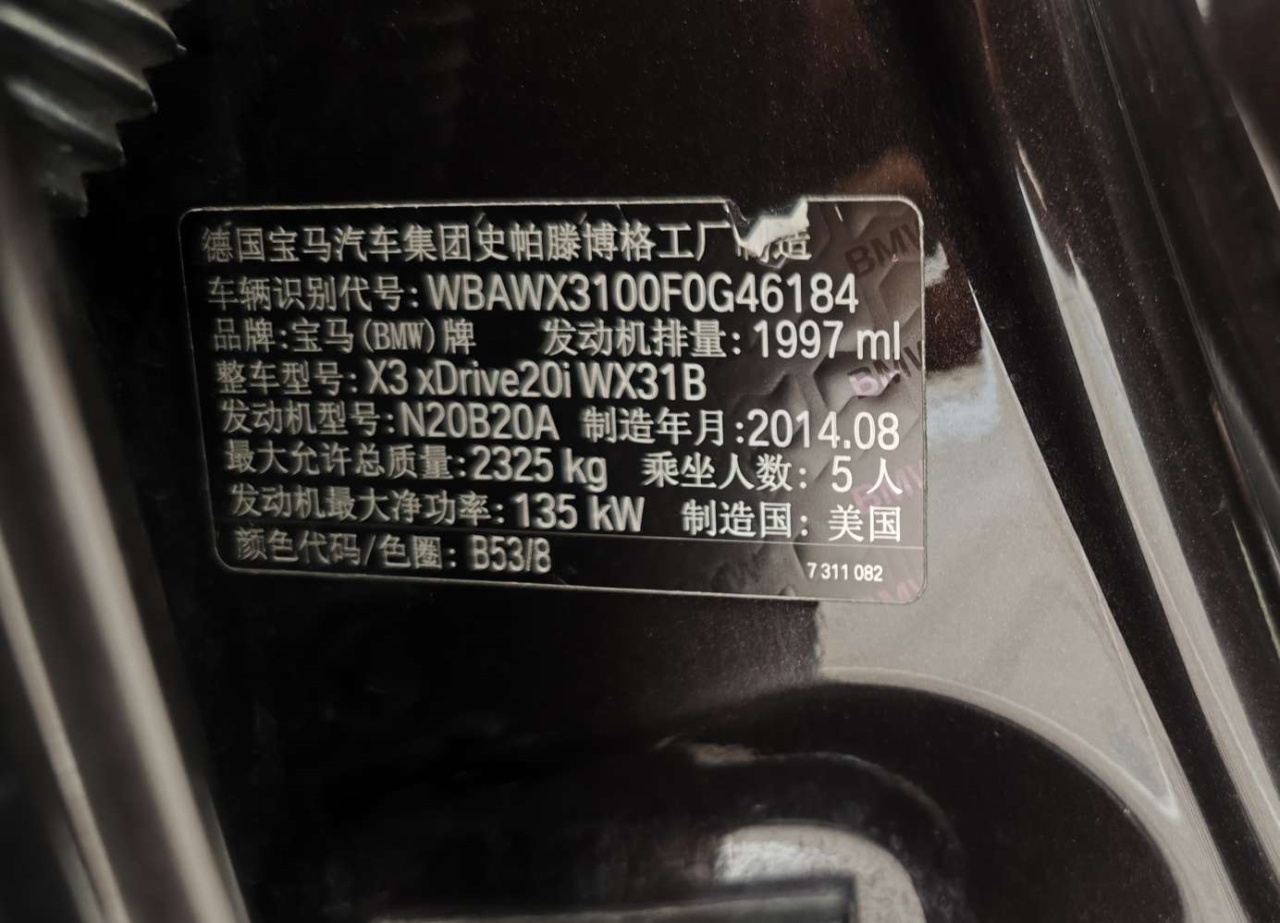 德国宝马汽车集团史帕滕博格工厂制造
车辆识别代号: WBAWX3100F0G46184
品牌: 宝马(BMW)牌 发动机排量: 1997 ml
整车型号: X3 xDrive20i WX31B
发动机型号: N20B20A 制造年月: 2014.08
最大允许总质量: 2325 kg 乘坐人数: 5 人
发动机最大净功率: 135 kW 制造国: 美国
颜色代码/色圈: B53/8
7 311 082
BMW
BMW
BMW